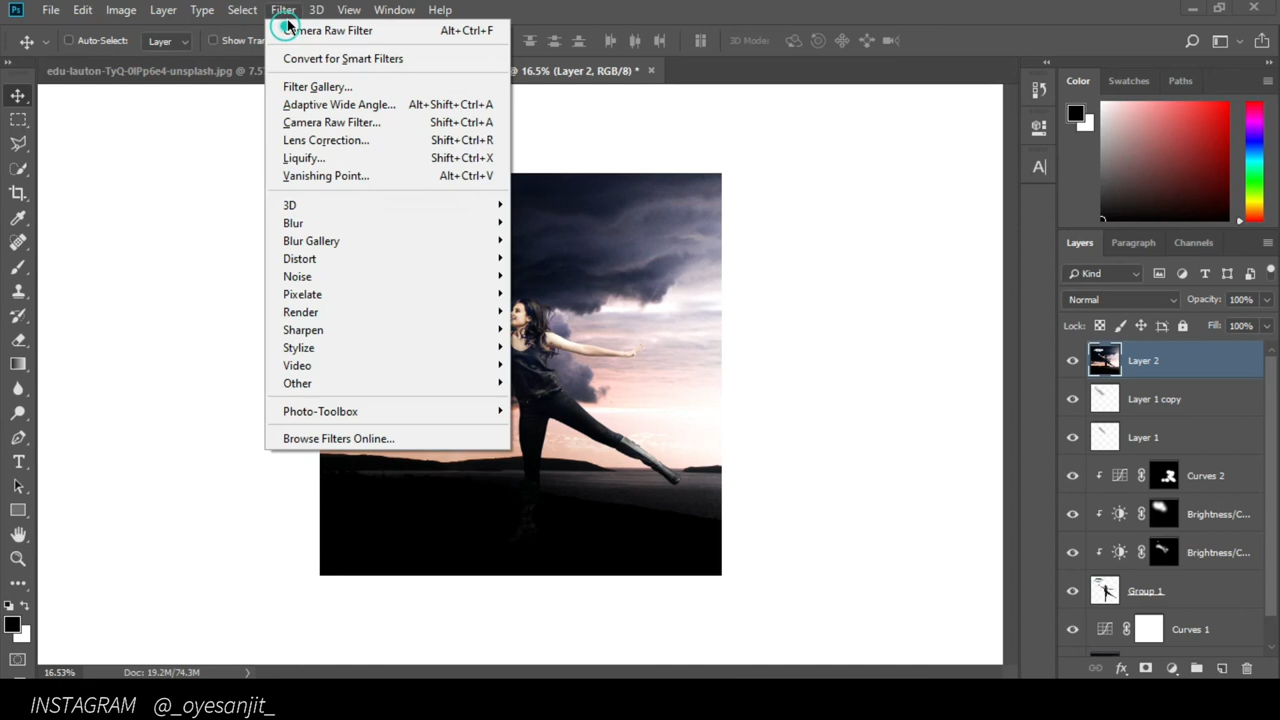 Ps File Edit Image Layer Type Select Filter 3D View Window Help
Auto-Select: Layer Show Tra 3D Mode:
edu-lauton-TyQ-0lPp6e4-unsplash.jpg @ 7.5 @ 16.5% (Layer 2, RGB/8) *
Camera Raw Filter Alt+Ctrl+F
Convert for Smart Filters
Filter Gallery...
Adaptive Wide Angle... Alt+Shift+Ctrl+A
Camera Raw Filter... Shift+Ctrl+A
Lens Correction... Shift+Ctrl+R
Liquify... Shift+Ctrl+X
Vanishing Point... Alt+Ctrl+V
3D
Blur
Blur Gallery
Distort
Noise
Pixelate
Render
Sharpen
Stylize
Video
Other
Photo-Toolbox
Browse Filters Online...
Color Swatches Paths
Layers Paragraph Channels
Kind
Normal Opacity: 100%
Lock: Fill: 100%
Layer 2
Layer 1 copy
Layer 1
Curves 2
Brightness/C...
Brightness/C...
Group 1
Curves 1
16.53% Doc: 19.2M/74.3M
INSTAGRAM @_oyesanjit_